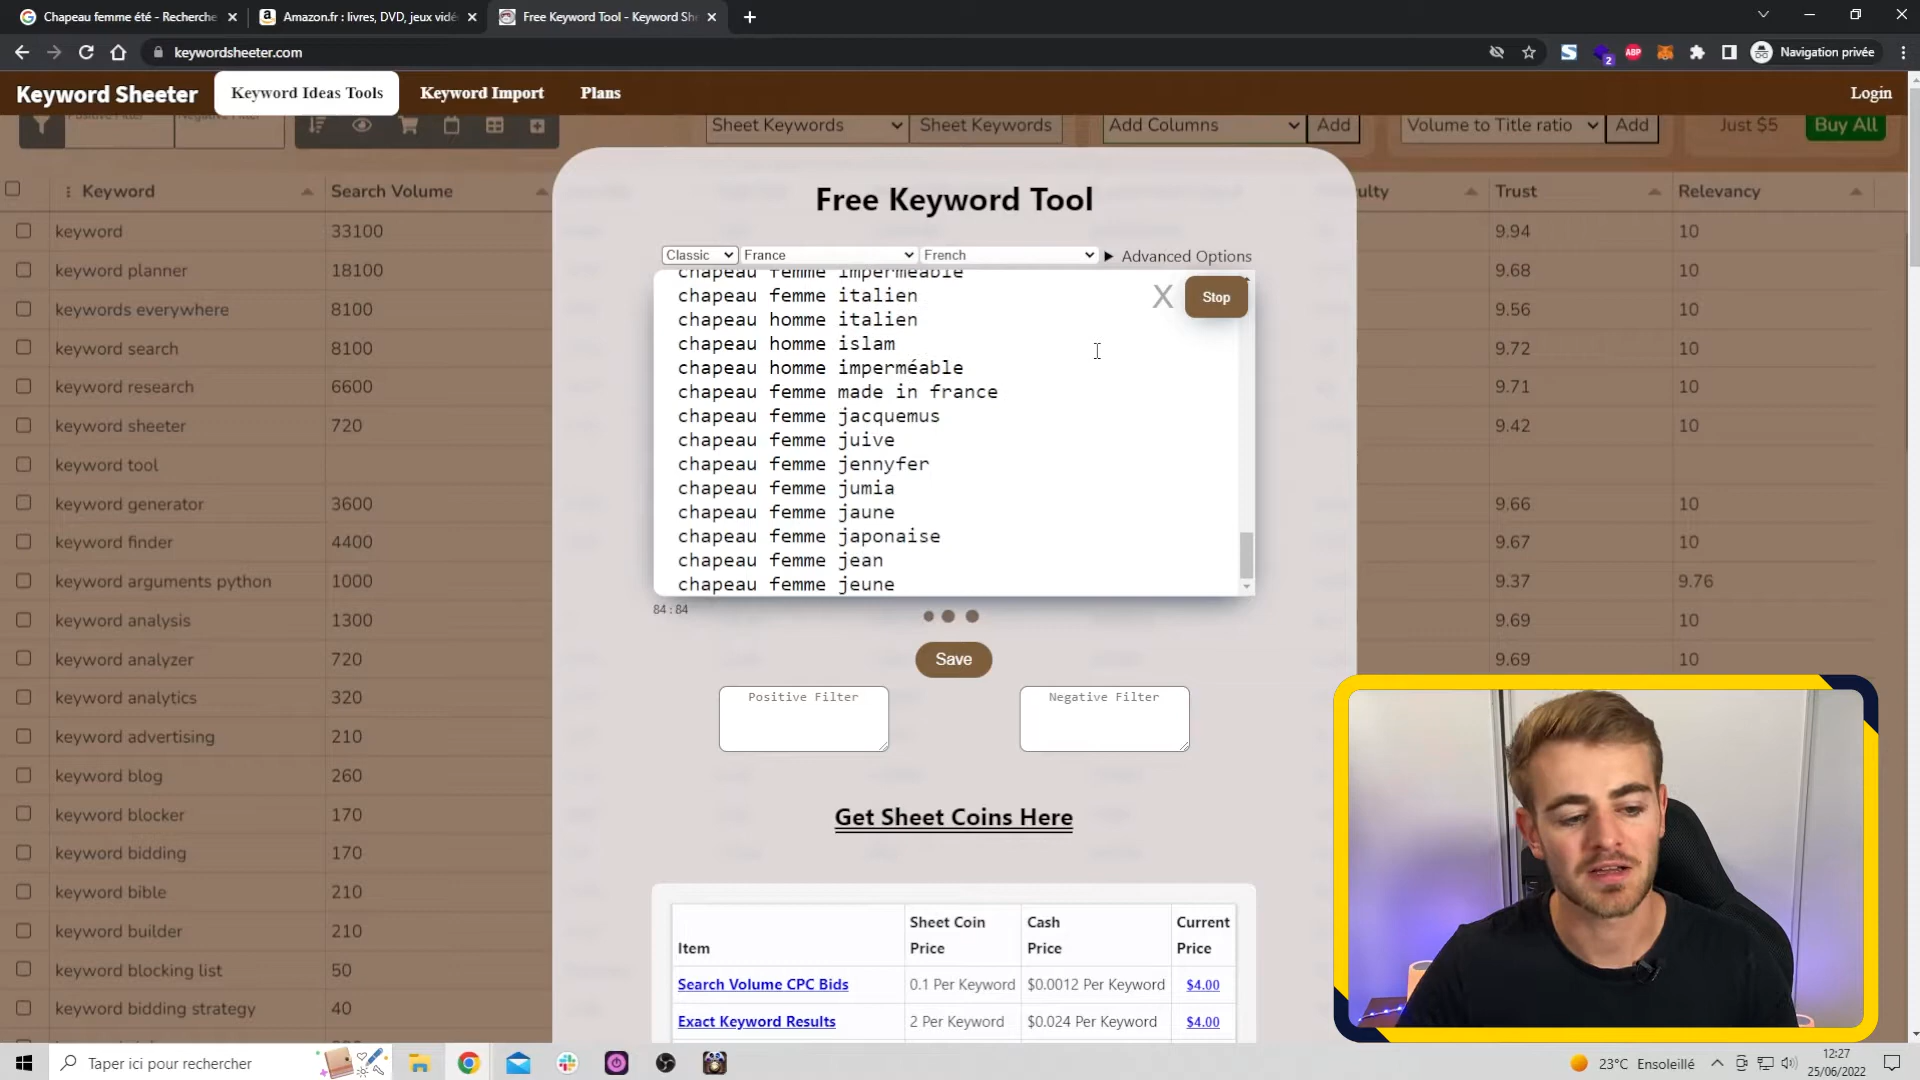 Chapeau femme été - Recherche
Amazon.fr : livres, DVD, jeux vidé
Free Keyword Tool - Keyword She
keywordsheeter.com
2
ABP
Navigation privée
Keyword Sheeter
Keyword Ideas Tools
Keyword Import
Plans
Login
Positive Filter
Negative Filter
Sheet Keywords
Sheet Keywords
Add Columns
Add
Volume to Title ratio
Add
Just $5
Buy All
Keyword
Search Volume
ulty
Trust
Relevancy
keyword 33100 9.94 10
keyword planner 18100 9.68 10
keywords everywhere 8100 9.56 10
keyword search 8100 9.72 10
keyword research 6600 9.71 10
keyword sheeter 720 9.42 10
keyword tool
keyword generator 3600 9.66 10
keyword finder 4400 9.67 10
keyword arguments python 1000 9.37 9.76
keyword analysis 1300 9.69 10
keyword analyzer 720 9.69 10
keyword analytics 320
keyword advertising 210
keyword blog 260
keyword blocker 170
keyword bidding 170
keyword bible 210
keyword builder 210
keyword blocking list 50
keyword bidding strategy 40
Free Keyword Tool
Classic
France
French
Advanced Options
chapeau femme imperméable
chapeau femme italien
chapeau homme italien
chapeau homme islam
chapeau homme imperméable
chapeau femme made in france
chapeau femme jacquemus
chapeau femme juive
chapeau femme jennyfer
chapeau femme jumia
chapeau femme jaune
chapeau femme japonaise
chapeau femme jean
chapeau femme jeune
X
Stop
84 : 84
Save
Positive Filter
Negative Filter
Get Sheet Coins Here
Item
Sheet Coin Price
Cash Price
Current Price
Search Volume CPC Bids 0.1 Per Keyword $0.0012 Per Keyword $4.00
Exact Keyword Results 2 Per Keyword $0.024 Per Keyword $4.00
Taper ici pour rechercher
23°C Ensoleillé
12:27
25/06/2022